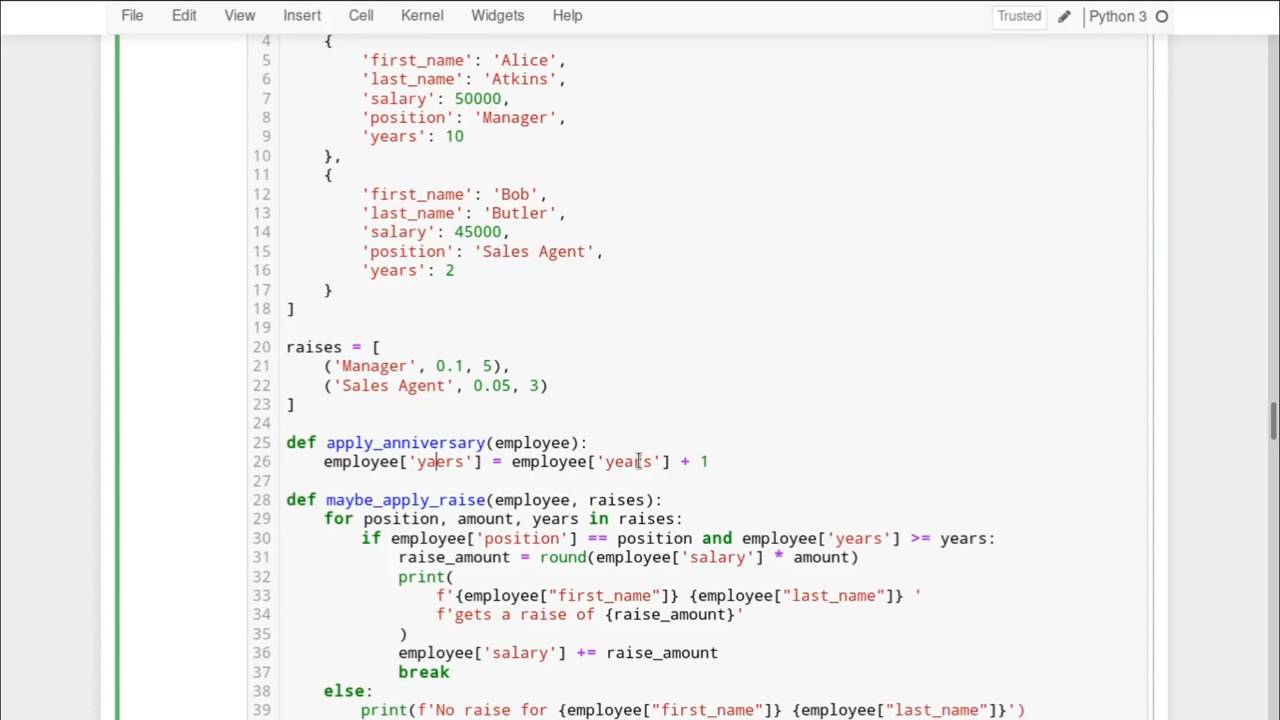 File Edit View Insert Cell Kernel Widgets Help Trusted Python 3
4 {
5 'first_name': 'Alice',
6 'last_name': 'Atkins',
7 'salary': 50000,
8 'position': 'Manager',
9 'years': 10
10 },
11 {
12 'first_name': 'Bob',
13 'last_name': 'Butler',
14 'salary': 45000,
15 'position': 'Sales Agent',
16 'years': 2
17 }
18 ]
19
20 raises = [
21 ('Manager', 0.1, 5),
22 ('Sales Agent', 0.05, 3)
23 ]
24
25 def apply_anniversary(employee):
26 employee['yaers'] = employee['years'] + 1
27
28 def maybe_apply_raise(employee, raises):
29 for position, amount, years in raises:
30 if employee['position'] == position and employee['years'] >= years:
31 raise_amount = round(employee['salary'] * amount)
32 print(
33 f'{employee["first_name"]} {employee["last_name"]} '
34 f'gets a raise of {raise_amount}'
35 )
36 employee['salary'] += raise_amount
37 break
38 else:
39 print(f'No raise for {employee["first_name"]} {employee["last_name"]}')